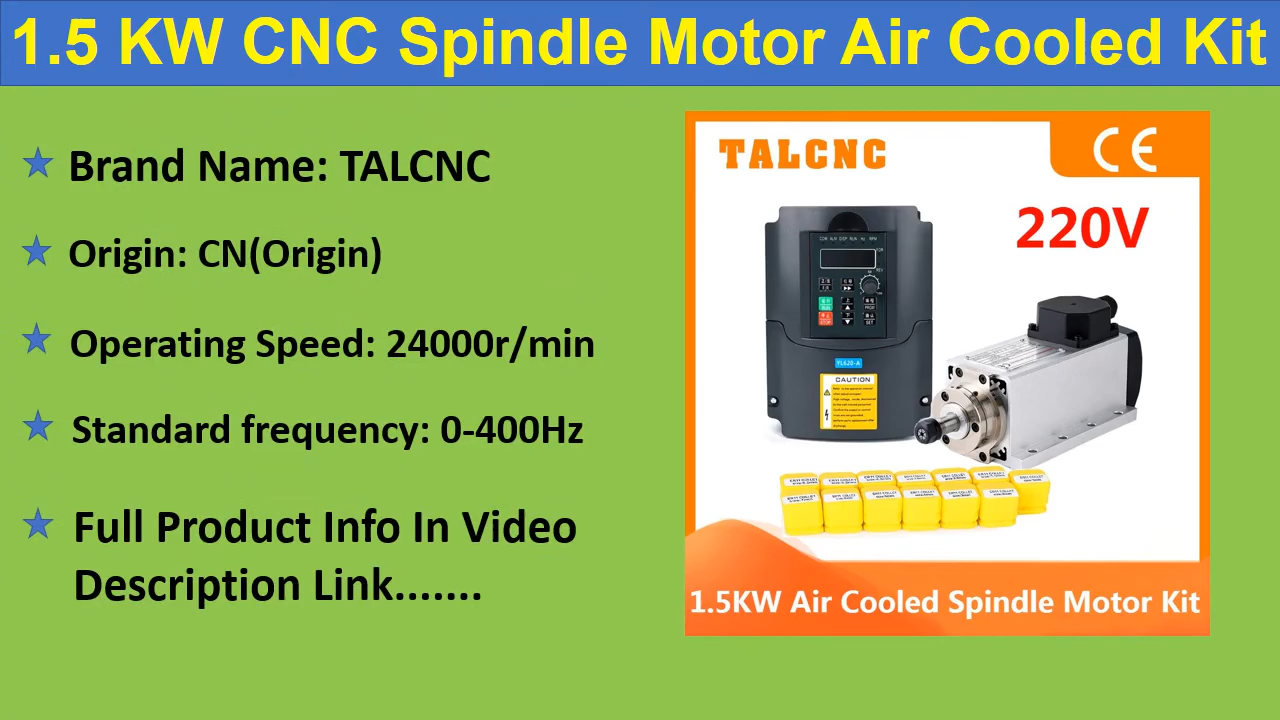 1.5 KW CNC Spindle Motor Air Cooled Kit
Brand Name: TALCNC
Origin: CN(Origin)
Operating Speed: 24000r/min
Standard frequency: 0-400Hz
Full Product Info In Video
Description Link.......
TALCNC
CE
220V
YL620-A
CAUTION
1.5KW Air Cooled Spindle Motor Kit